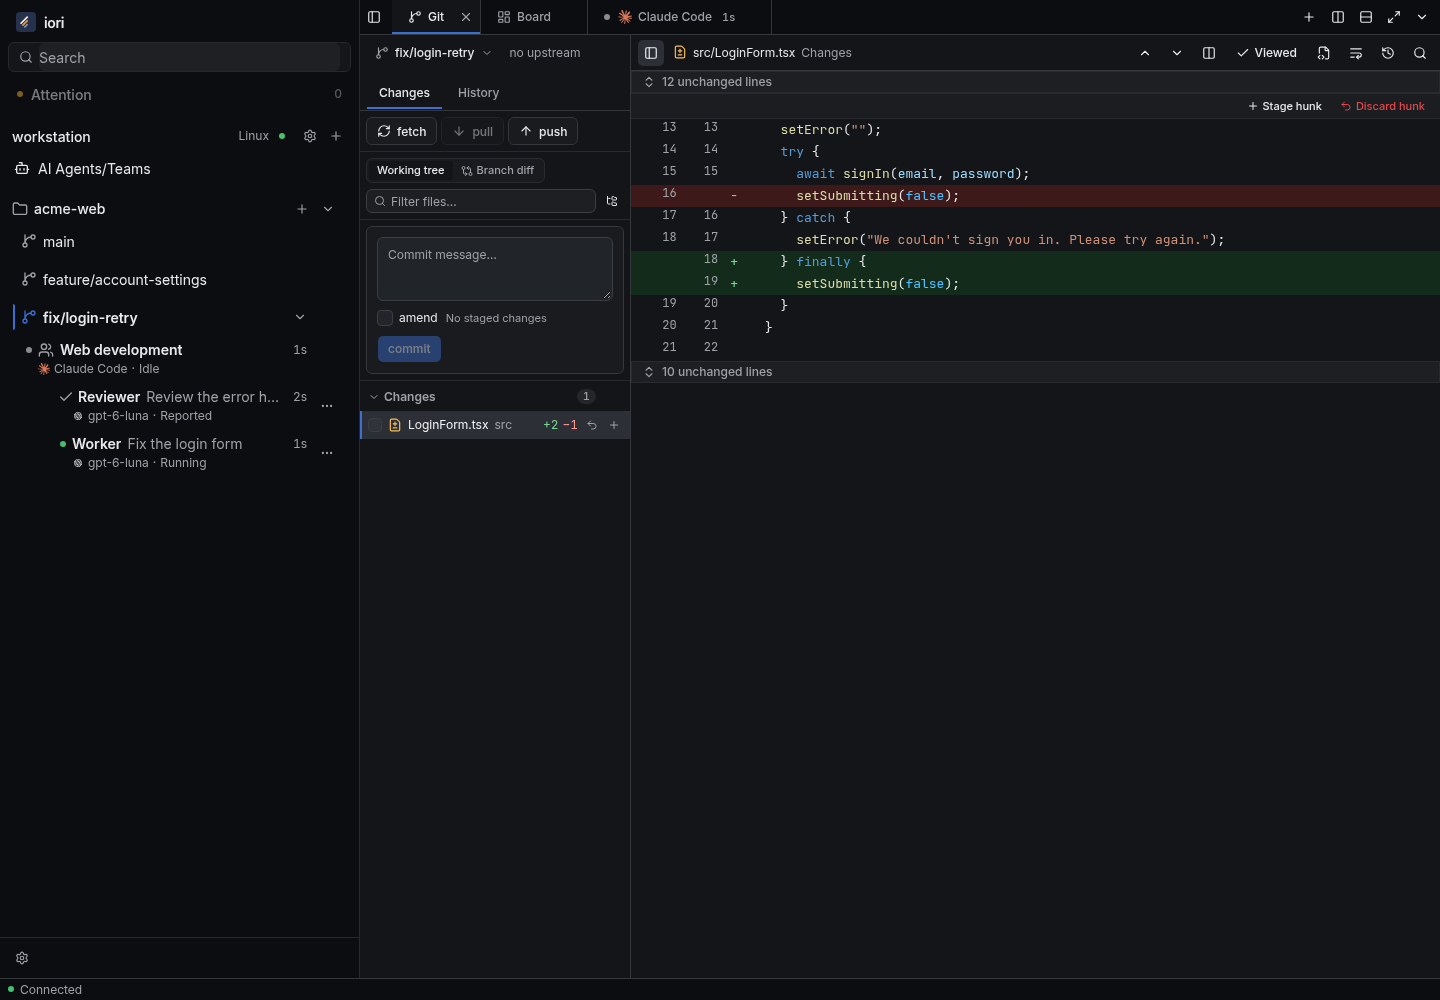 iori
Search
Attention 0
workstation Linux
AI Agents/Teams
acme-web
main
feature/account-settings
fix/login-retry
Web development 1s
Claude Code · Idle
Reviewer Review the error h... 2s
gpt-6-luna · Reported
Worker Fix the login form 1s
gpt-6-luna · Running
Connected
Git
Board
Claude Code 1s
fix/login-retry no upstream
Changes History
fetch pull push
Working tree Branch diff
Filter files...
Commit message...
amend No staged changes
commit
Changes 1
LoginForm.tsx src +2 −1
src/LoginForm.tsx Changes
Viewed
12 unchanged lines
Stage hunk Discard hunk
13 13 setError("");
14 14 try {
15 15 await signIn(email, password);
16 - setSubmitting(false);
17 16 } catch {
18 17 setError("We couldn't sign you in. Please try again.");
18 + } finally {
19 + setSubmitting(false);
19 20 }
20 21 }
21 22
10 unchanged lines